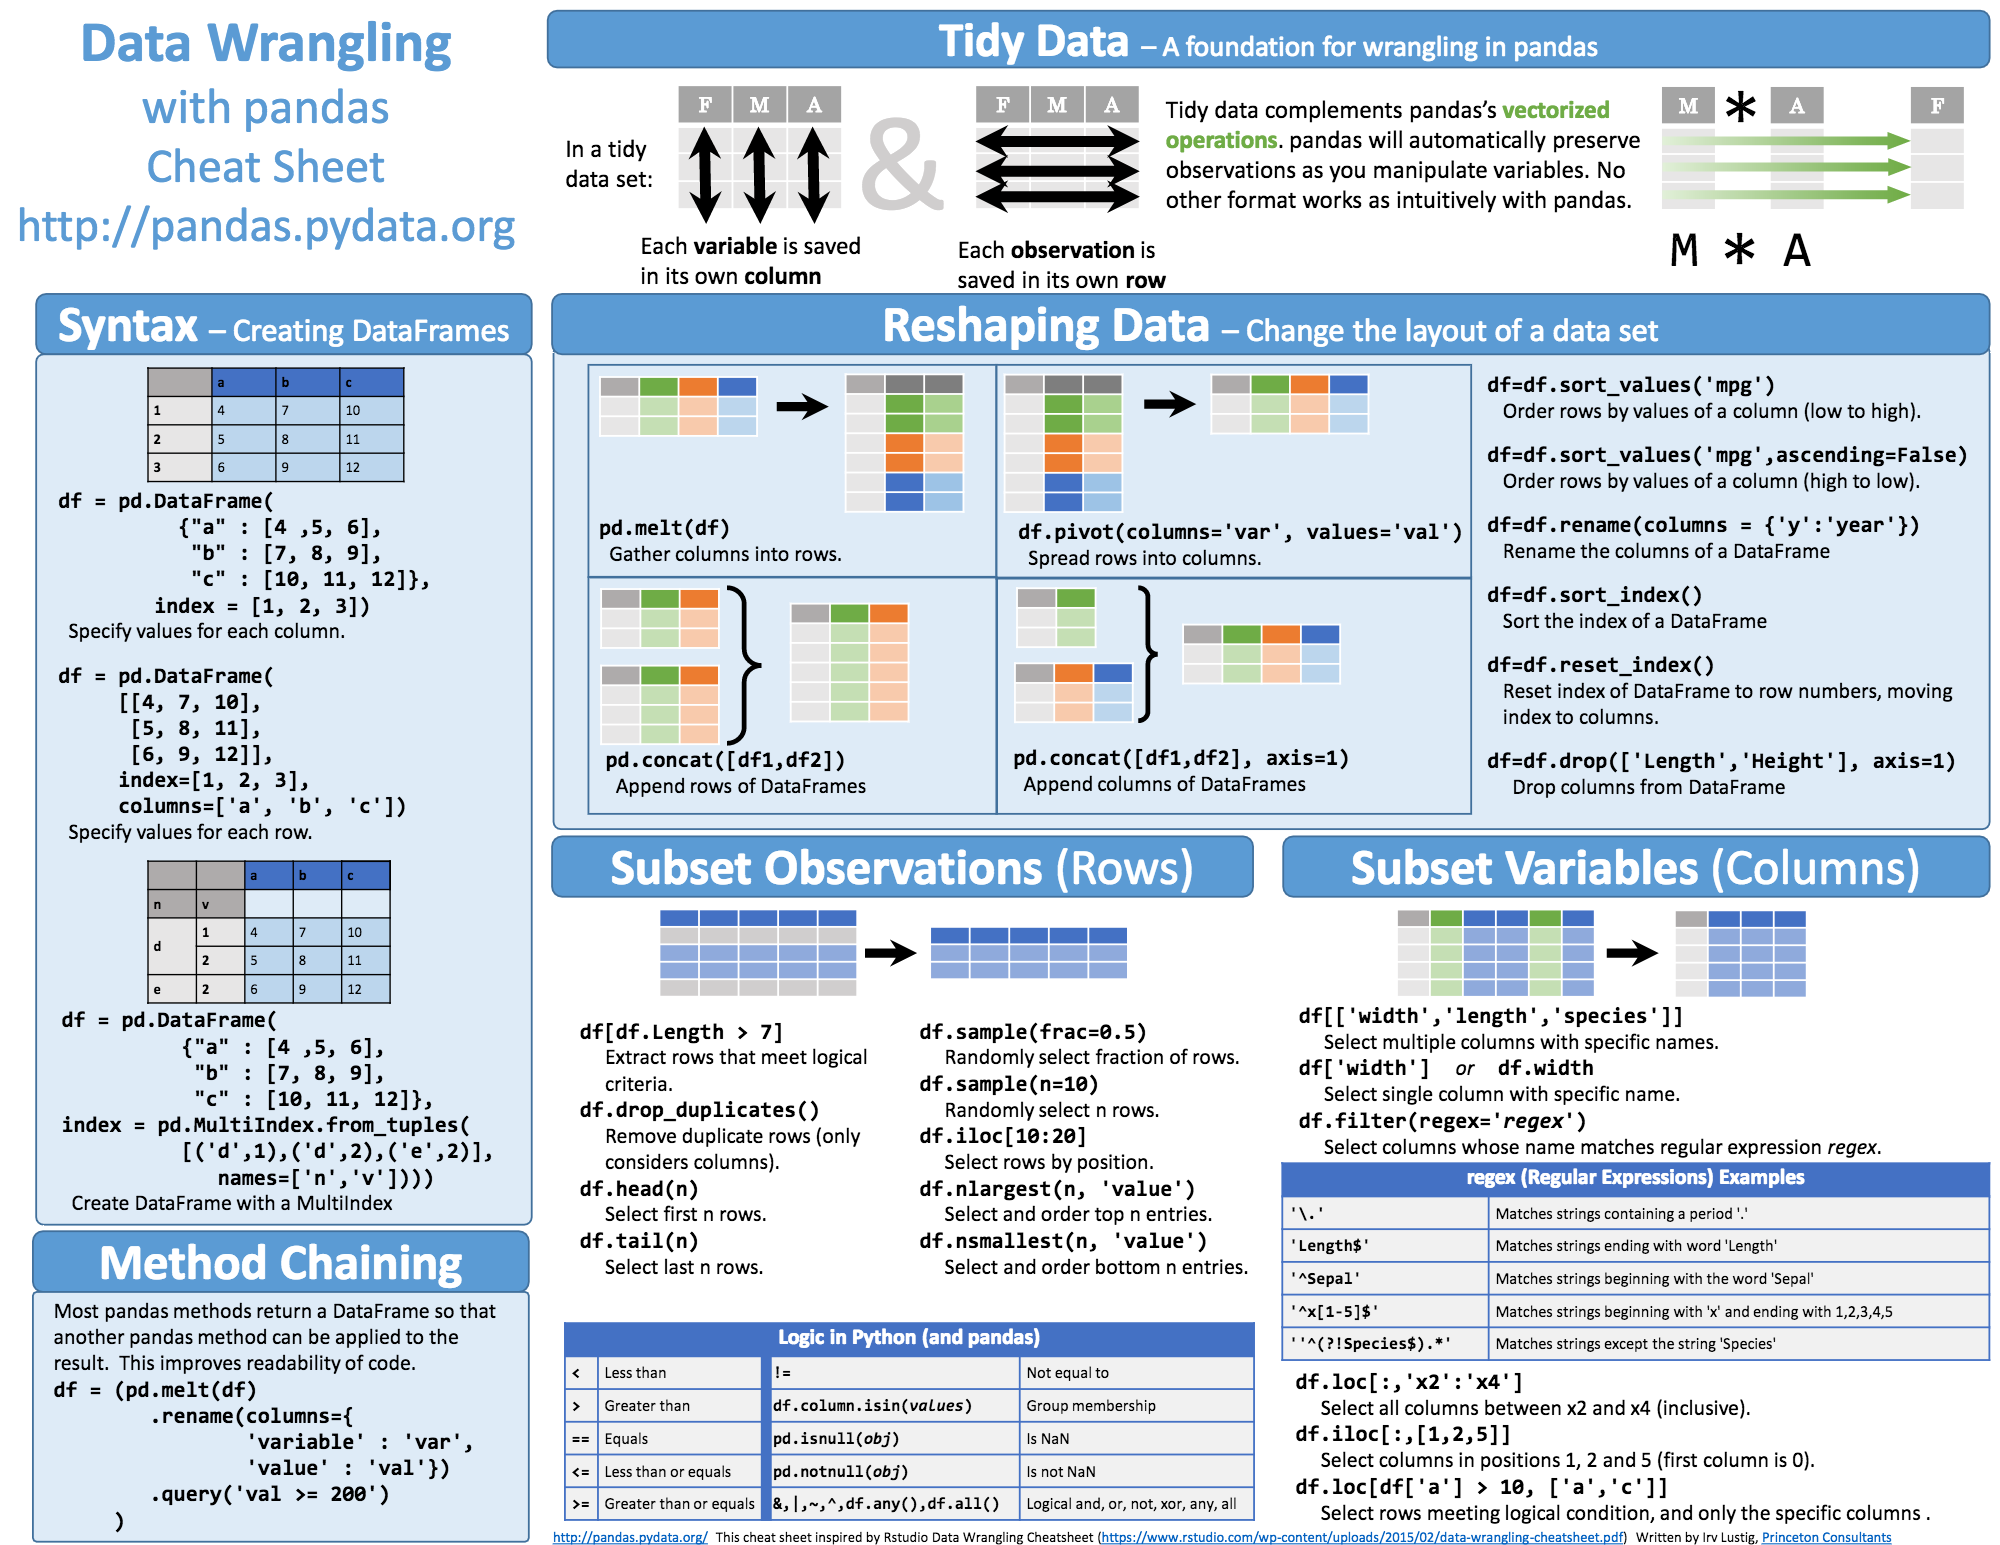 Data Wrangling
with pandas
Cheat Sheet
http://pandas.pydata.org
Tidy Data – A foundation for wrangling in pandas
In a tidy
data set:
F M A
Each variable is saved
in its own column
&
F M A
Each observation is
saved in its own row
Tidy data complements pandas's vectorized
operations. pandas will automatically preserve
observations as you manipulate variables. No
other format works as intuitively with pandas.
M * A F
M * A
Syntax – Creating DataFrames
a b c
1 4 7 10
2 5 8 11
3 6 9 12
df = pd.DataFrame(
{"a" : [4 ,5, 6],
"b" : [7, 8, 9],
"c" : [10, 11, 12]},
index = [1, 2, 3])
Specify values for each column.
df = pd.DataFrame(
[[4, 7, 10],
[5, 8, 11],
[6, 9, 12]],
index=[1, 2, 3],
columns=['a', 'b', 'c'])
Specify values for each row.
a b c
n v
d 1 4 7 10
2 5 8 11
e 2 6 9 12
df = pd.DataFrame(
{"a" : [4 ,5, 6],
"b" : [7, 8, 9],
"c" : [10, 11, 12]},
index = pd.MultiIndex.from_tuples(
[('d',1),('d',2),('e',2)],
names=['n','v'])))
Create DataFrame with a MultiIndex
Method Chaining
Most pandas methods return a DataFrame so that
another pandas method can be applied to the
result.  This improves readability of code.
df = (pd.melt(df)
.rename(columns={
'variable' : 'var',
'value' : 'val'})
.query('val >= 200')
)
Reshaping Data – Change the layout of a data set
pd.melt(df)
Gather columns into rows.
df.pivot(columns='var', values='val')
Spread rows into columns.
pd.concat([df1,df2])
Append rows of DataFrames
pd.concat([df1,df2], axis=1)
Append columns of DataFrames
df=df.sort_values('mpg')
Order rows by values of a column (low to high).
df=df.sort_values('mpg',ascending=False)
Order rows by values of a column (high to low).
df=df.rename(columns = {'y':'year'})
Rename the columns of a DataFrame
df=df.sort_index()
Sort the index of a DataFrame
df=df.reset_index()
Reset index of DataFrame to row numbers, moving
index to columns.
df=df.drop(['Length','Height'], axis=1)
Drop columns from DataFrame
Subset Observations (Rows)
df[df.Length > 7]
Extract rows that meet logical
criteria.
df.drop_duplicates()
Remove duplicate rows (only
considers columns).
df.head(n)
Select first n rows.
df.tail(n)
Select last n rows.
df.sample(frac=0.5)
Randomly select fraction of rows.
df.sample(n=10)
Randomly select n rows.
df.iloc[10:20]
Select rows by position.
df.nlargest(n, 'value')
Select and order top n entries.
df.nsmallest(n, 'value')
Select and order bottom n entries.
Logic in Python (and pandas)
< Less than != Not equal to
> Greater than df.column.isin(values) Group membership
== Equals pd.isnull(obj) Is NaN
<= Less than or equals pd.notnull(obj) Is not NaN
>= Greater than or equals &,|,~,^,df.any(),df.all() Logical and, or, not, xor, any, all
Subset Variables (Columns)
df[['width','length','species']]
Select multiple columns with specific names.
df['width'] or df.width
Select single column with specific name.
df.filter(regex='regex')
Select columns whose name matches regular expression regex.
regex (Regular Expressions) Examples
'\.' Matches strings containing a period '.'
'Length$' Matches strings ending with word 'Length'
'^Sepal' Matches strings beginning with the word 'Sepal'
'^x[1-5]$' Matches strings beginning with 'x' and ending with 1,2,3,4,5
''^(?!Species$).*' Matches strings except the string 'Species'
df.loc[:,'x2':'x4']
Select all columns between x2 and x4 (inclusive).
df.iloc[:,[1,2,5]]
Select columns in positions 1, 2 and 5 (first column is 0).
df.loc[df['a'] > 10, ['a','c']]
Select rows meeting logical condition, and only the specific columns .
http://pandas.pydata.org/ This cheat sheet inspired by Rstudio Data Wrangling Cheatsheet (https://www.rstudio.com/wp-content/uploads/2015/02/data-wrangling-cheatsheet.pdf) Written by Irv Lustig, Princeton Consultants